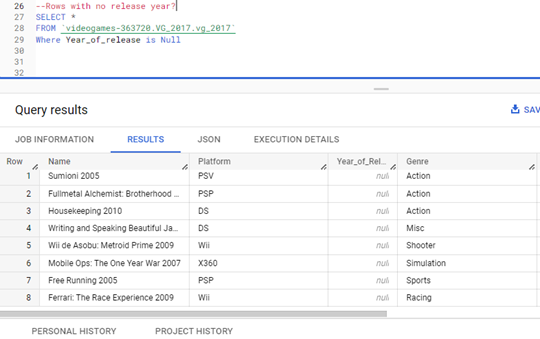 26 --Rows with no release year?
27 SELECT *
28 FROM `videogames-363720.VG_2017.vg_2017`
29 Where Year_of_release is Null
30
31
32
Query results
SAV
JOB INFORMATION RESULTS JSON EXECUTION DETAILS
Row Name Platform Year_of_Rel... Genre
1 Sumioni 2005 PSV null Action
2 Fullmetal Alchemist: Brotherhood ... PSP null Action
3 Housekeeping 2010 DS null Action
4 Writing and Speaking Beautiful Ja... DS null Misc
5 Wii de Asobu: Metroid Prime 2009 Wii null Shooter
6 Mobile Ops: The One Year War 2007 X360 null Simulation
7 Free Running 2005 PSP null Sports
8 Ferrari: The Race Experience 2009 Wii null Racing
PERSONAL HISTORY PROJECT HISTORY